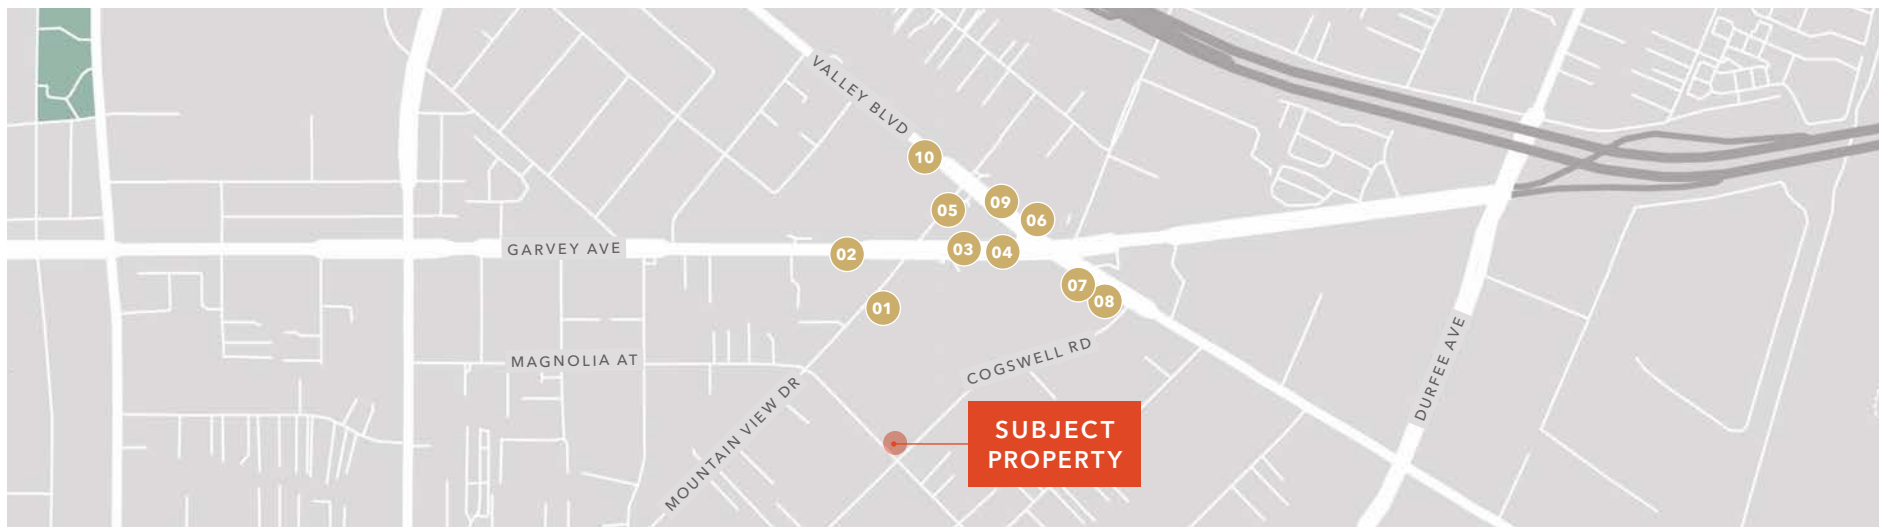 VALLEY BLVD
10
09
05
06
03
04
GARVEY AVE
02
07
08
01
MAGNOLIA AT
COGSWELL RD
DURFEE AVE
MOUNTAIN VIEW DR
SUBJECT
PROPERTY